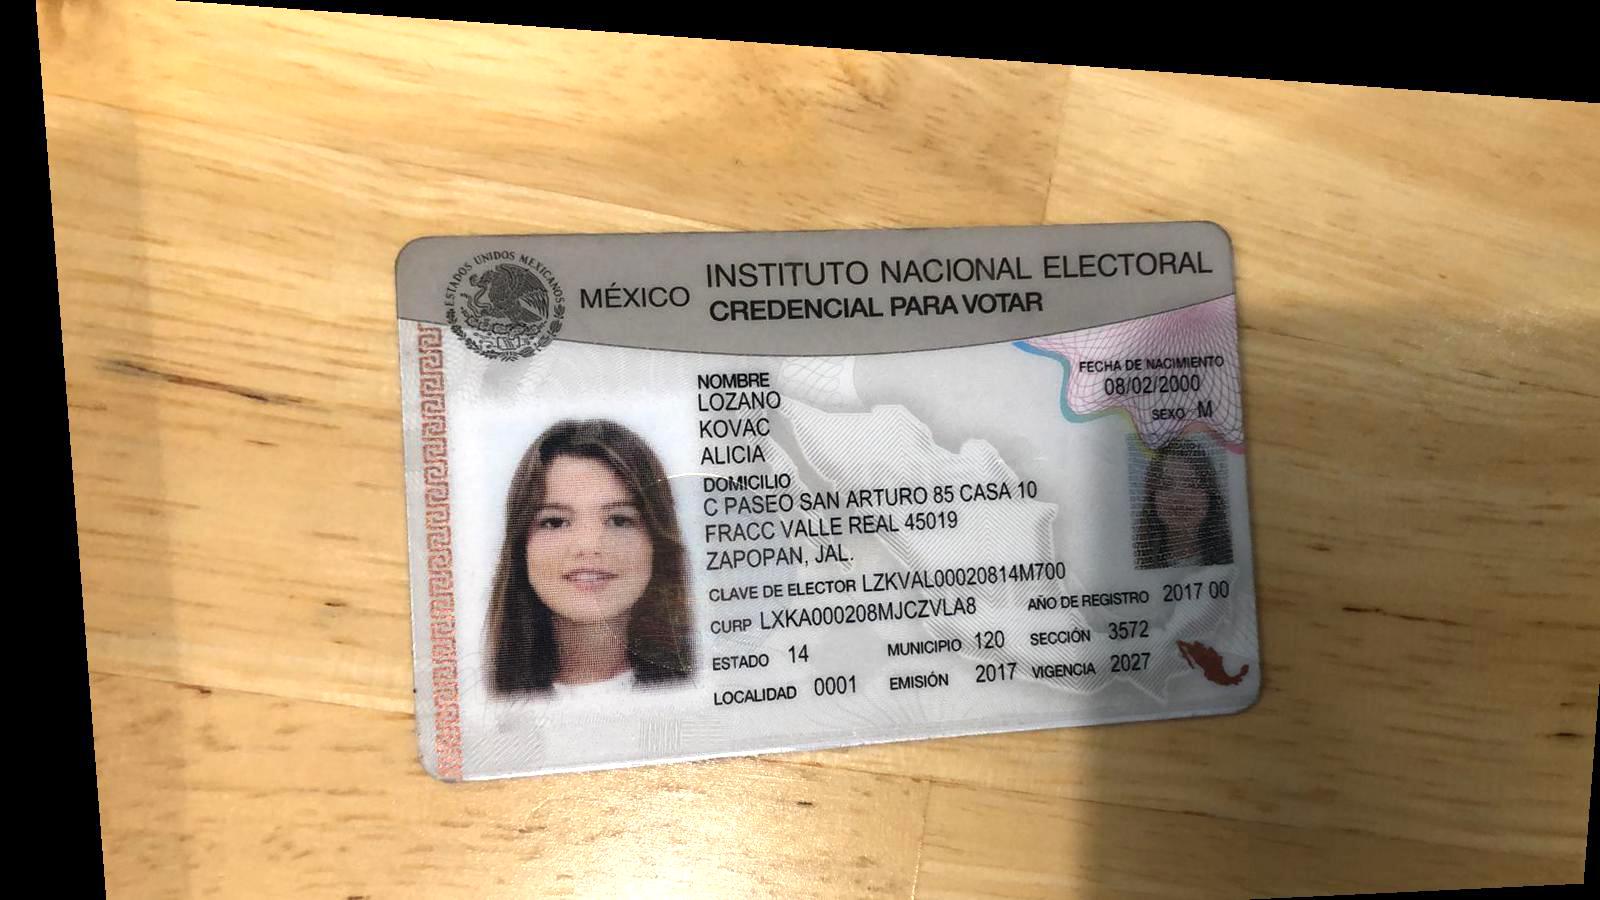 ESTADOS UNIDOS MEXICANOS
MÉXICO INSTITUTO NACIONAL ELECTORAL
CREDENCIAL PARA VOTAR
FECHA DE NACIMIENTO
08/02/2000
SEXO M
NOMBRE
LOZANO
KOVAC
ALICIA
DOMICILIO
C PASEO SAN ARTURO 85 CASA 10
FRACC VALLE REAL 45019
ZAPOPAN, JAL.
CLAVE DE ELECTOR LZKVAL00020814M700
CURP LXKA000208MJCZVLA8 AÑO DE REGISTRO 2017 00
ESTADO 14 MUNICIPIO 120 SECCIÓN 3572
LOCALIDAD 0001 EMISIÓN 2017 VIGENCIA 2027